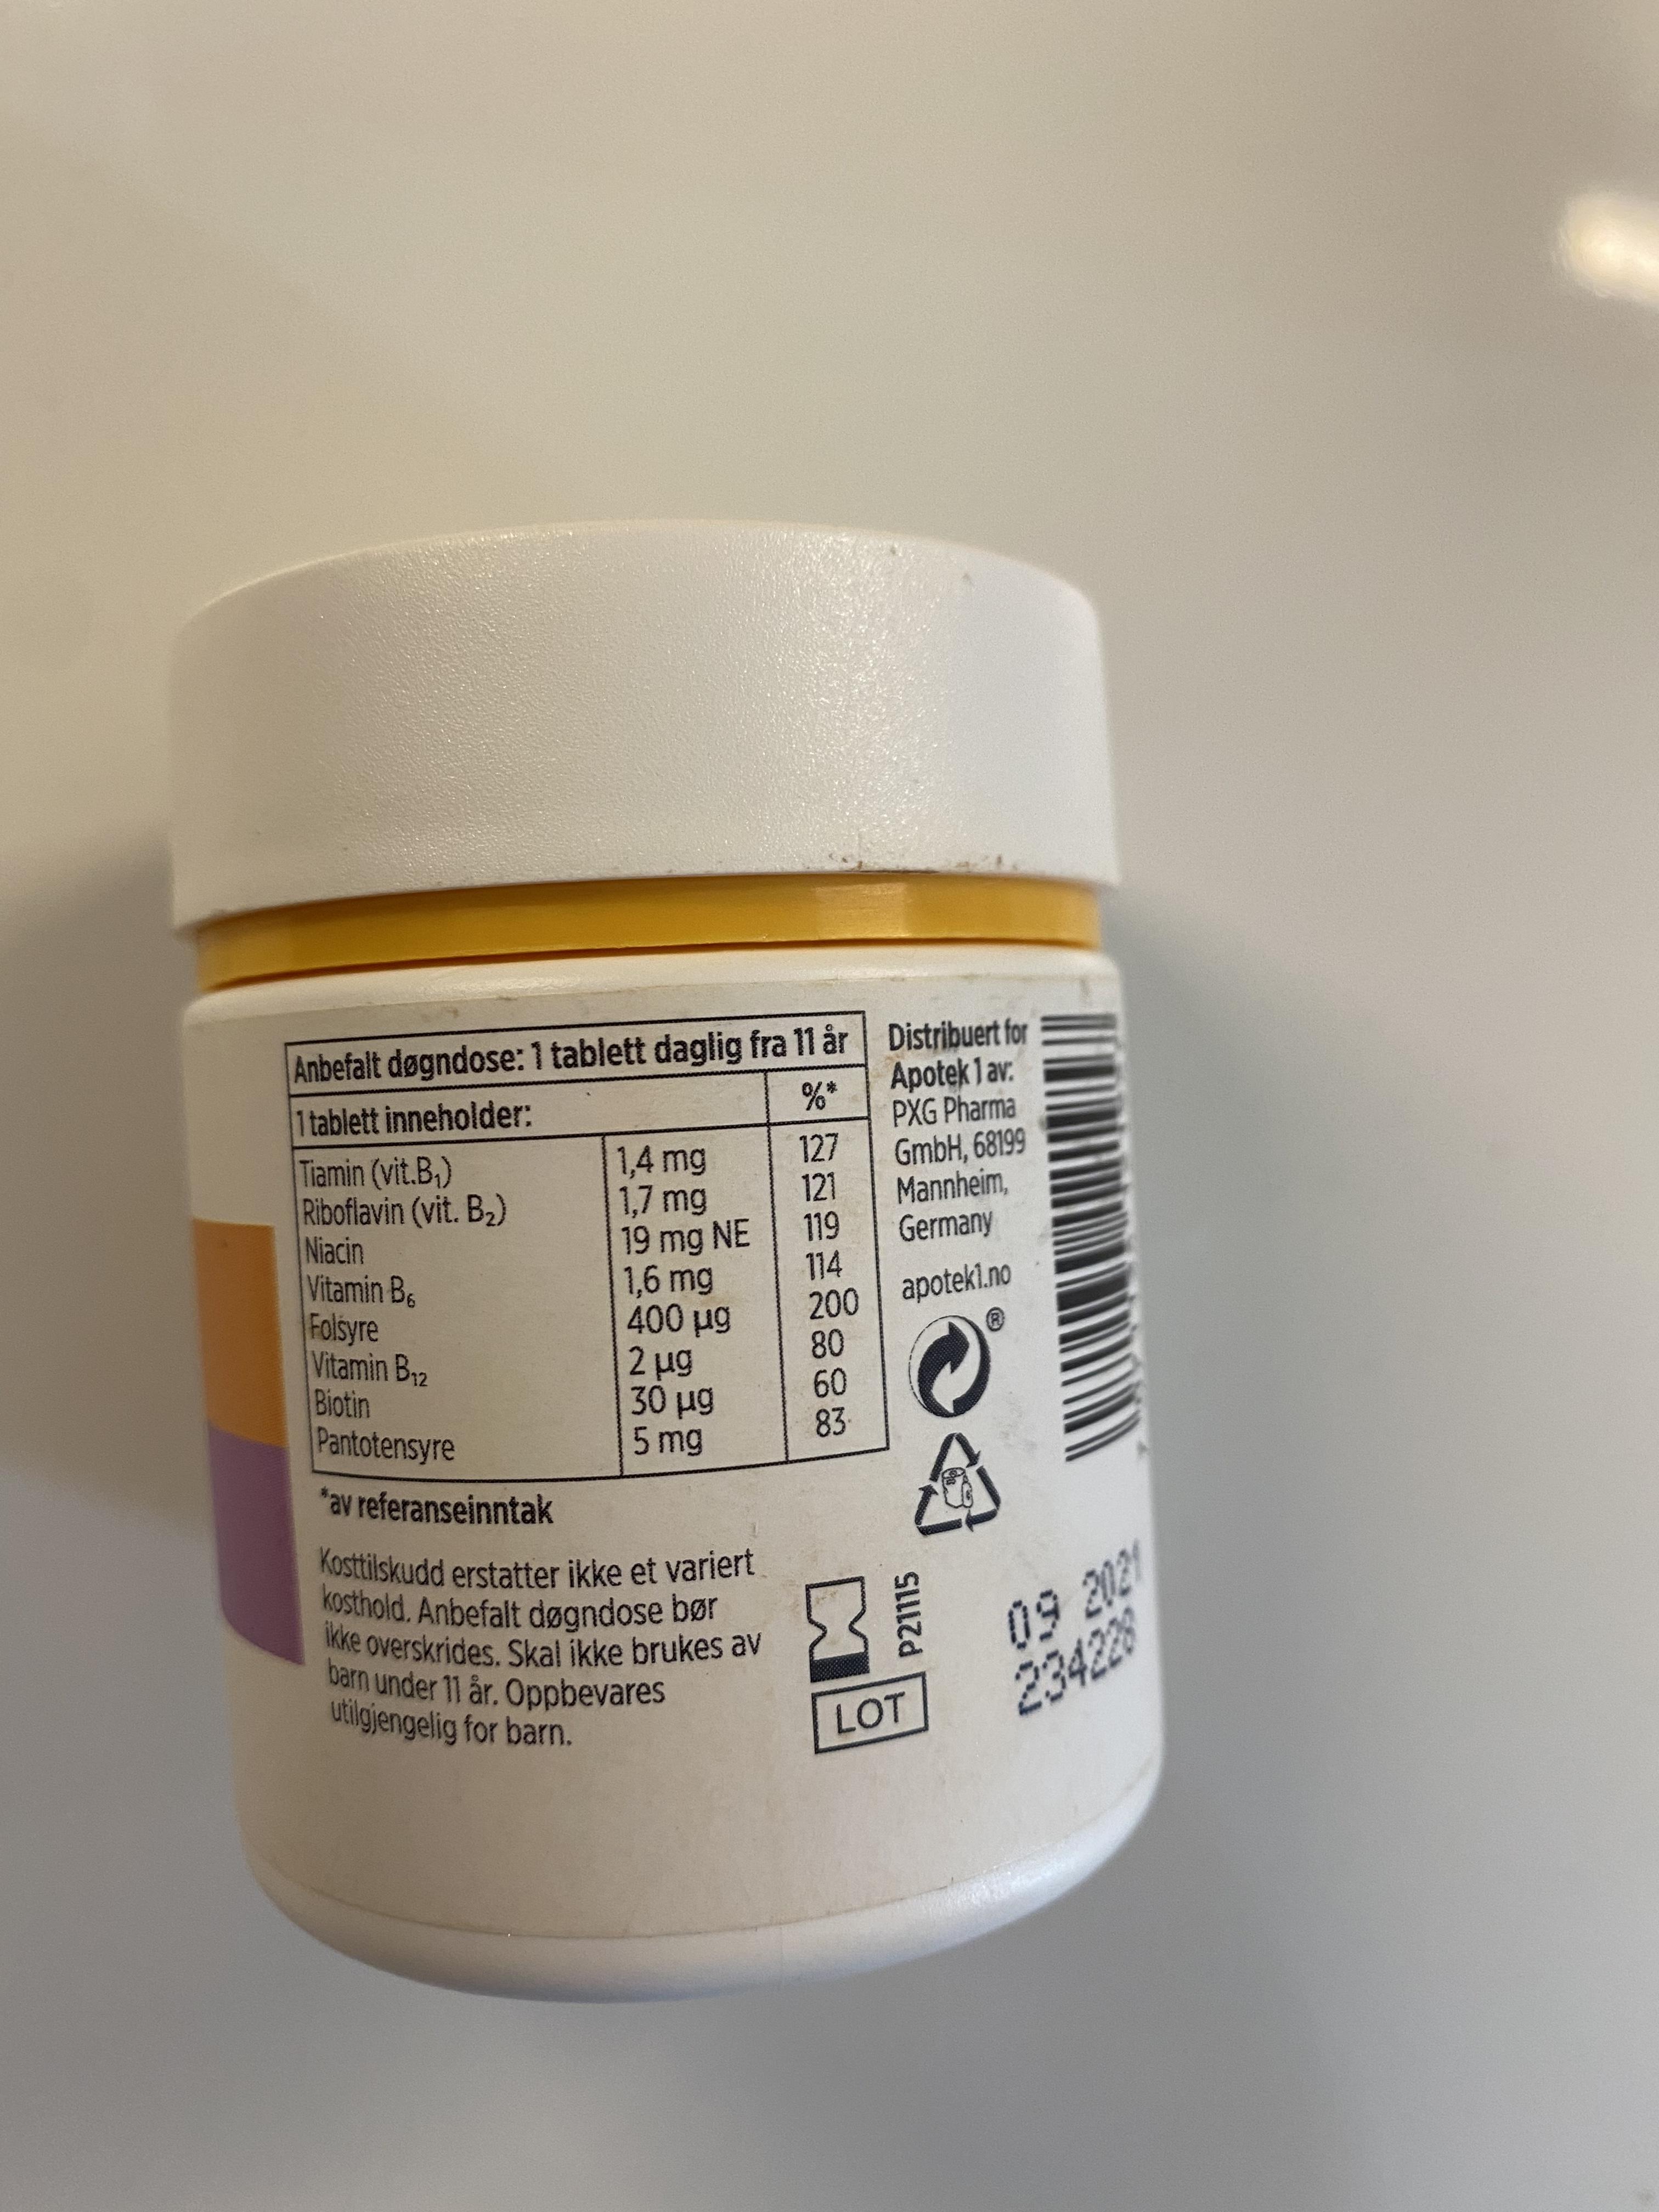 Anbefalt døgndose: 1 tablett daglig fra 11 år
1 tablett inneholder: %*
Tiamin (vit.B₁) 1,4 mg 127
Riboflavin (vit. B₂) 1,7 mg 121
Niacin 19 mg NE 119
Vitamin B₆ 1,6 mg 114
Folsyre 400 µg 200
Vitamin B₁₂ 2 µg 80
Biotin 30 µg 60
Pantotensyre 5 mg 83
*av referanseinntak
Kosttilskudd erstatter ikke et variert
kosthold. Anbefalt døgndose bør
ikke overskrides. Skal ikke brukes av
barn under 11 år. Oppbevares
utilgjengelig for barn.
Distribuert for
Apotek 1 av:
PXG Pharma
GmbH, 68199
Mannheim,
Germany
apotek1.no
®
P21115
LOT
09 2021
234228